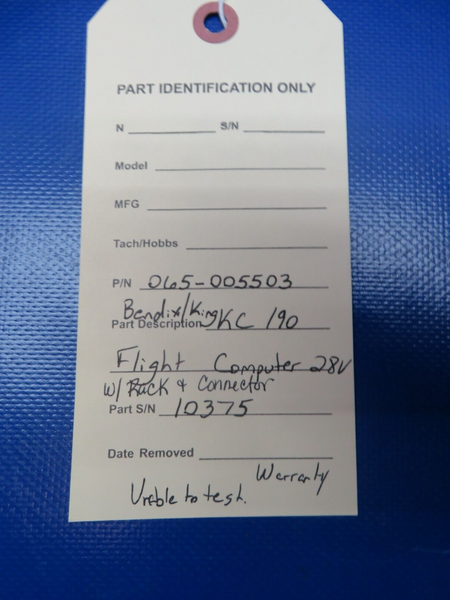 PART IDENTIFICATION ONLY
N S/N
Model
MFG
Tach/Hobbs
P/N 065-005503
Bendix/King KC 190
Part Description
Flight Computer 28V
w/ Rack & Connector
Part S/N 10375
Date Removed
Warranty
Unable to test.